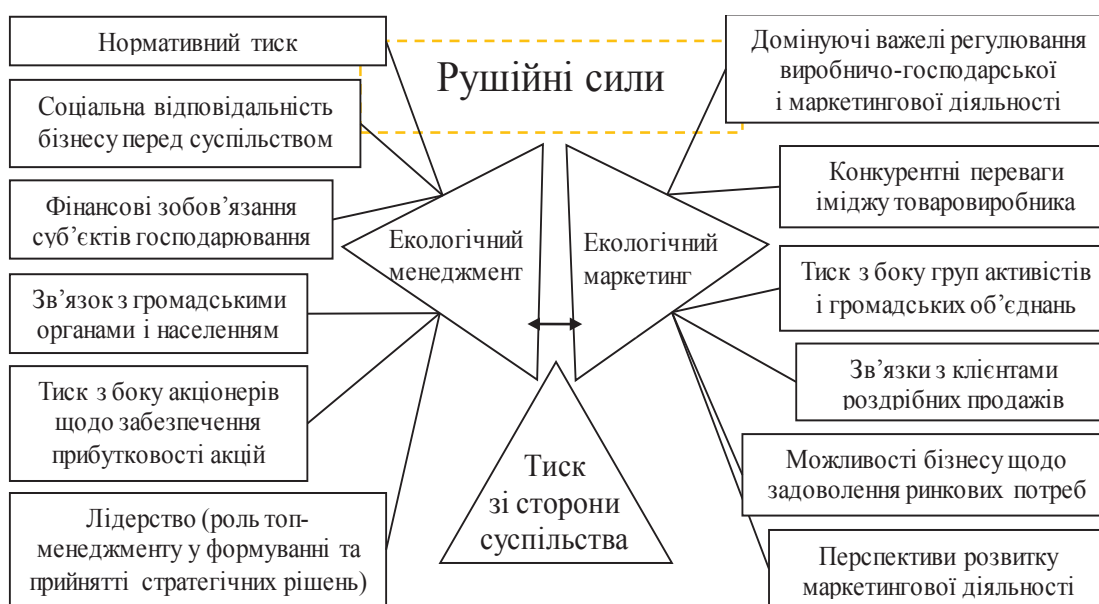 Рушійні сили
Нормативний тиск
Соціальна відповідальність
бізнесу перед суспільством
Фінансові зобов’язання
суб’єктів господарювання
Зв’язок з громадськими
органами і населенням
Тиск з боку акціонерів
щодо забезпечення
прибутковості акцій
Лідерство (роль топ-
менеджменту у формуванні та
прийнятті стратегічних рішень)
Екологічний
менеджмент
Екологічний
маркетинг
Тиск
зі сторони
суспільства
Домінуючі важелі регулювання
виробничо-господарської
і маркетингової діяльності
Конкурентні переваги
іміджу товаровиробника
Тиск з боку груп активістів
і громадських об’єднань
Зв’язки з клієнтами
роздрібних продажів
Можливості бізнесу щодо
задоволення ринкових потреб
Перспективи розвитку
маркетингової діяльності